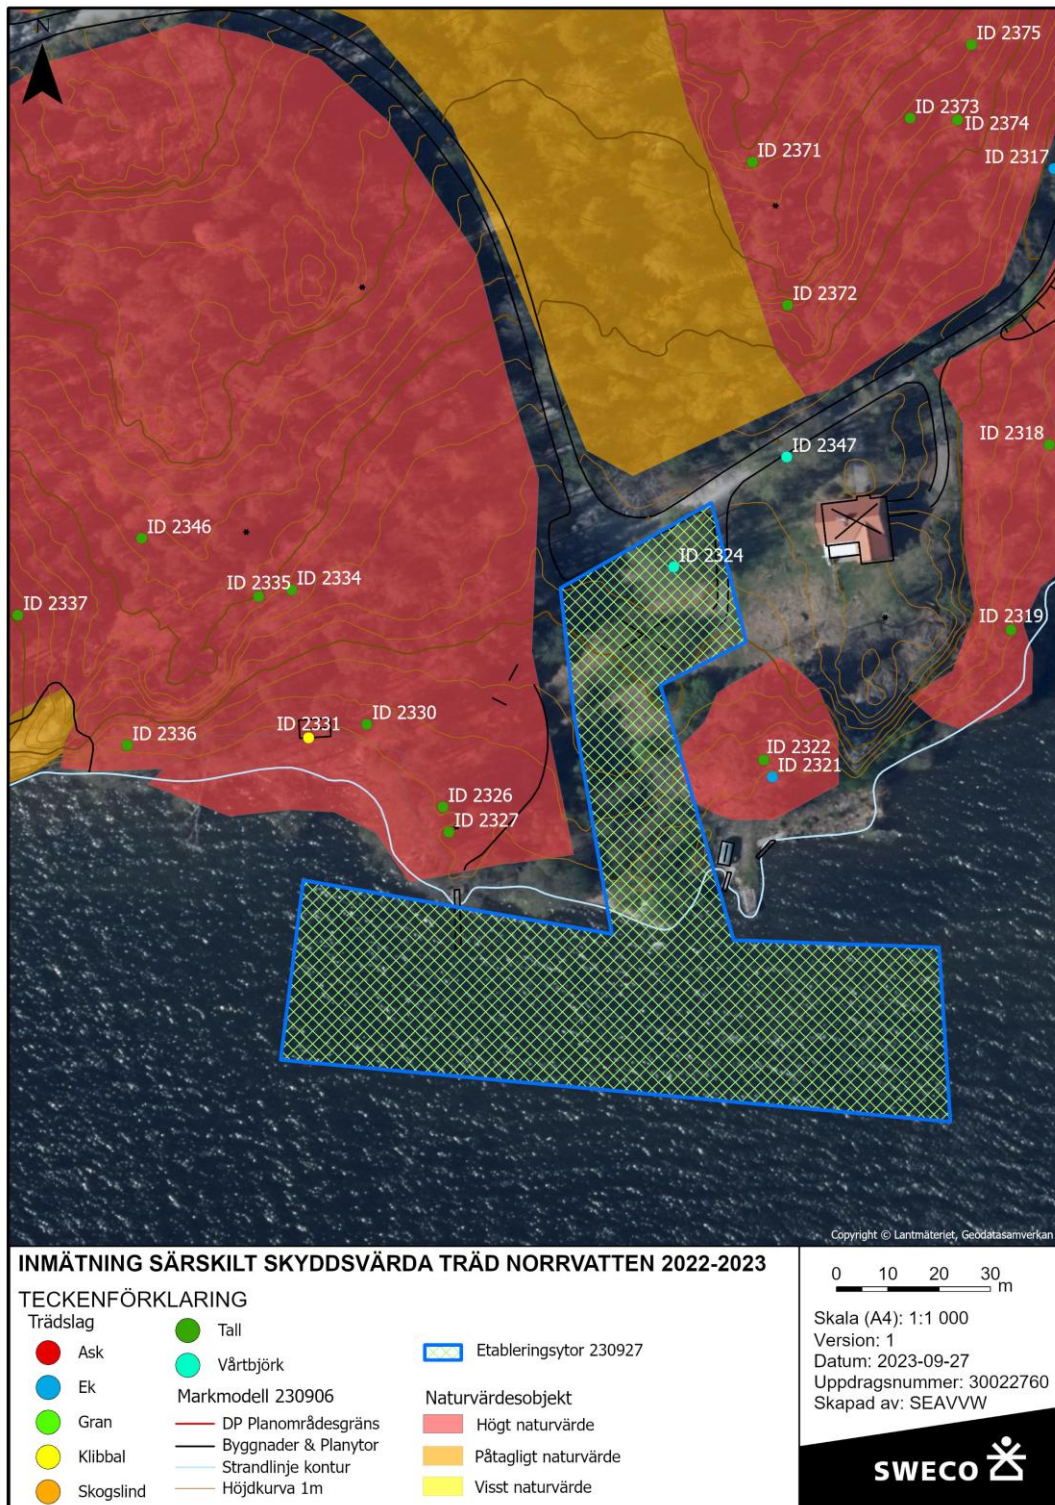 N
ID 2375
ID 2373
ID 2374
ID 2371
ID 2317
ID 2372
ID 2347
ID 2318
ID 2346
ID 2324
ID 2335
ID 2334
ID 2337
ID 2319
ID 2330
ID 2331
ID 2336
ID 2322
ID 2321
ID 2326
ID 2327
Copyright © Lantmäteriet, Geodatasamverkan
INMÄTNING SÄRSKILT SKYDDSVÄRDA TRÄD NORRVATTEN 2022-2023
TECKENFÖRKLARING
Trädslag
Ask
Ek
Gran
Klibbal
Skogslind
Tall
Vårtbjörk
Markmodell 230906
DP Planområdesgräns
Byggnader & Planytor
Strandlinje kontur
Höjdkurva 1m
Etableringsytor 230927
Naturvärdesobjekt
Högt naturvärde
Påtagligt naturvärde
Visst naturvärde
0 10 20 30
m
Skala (A4): 1:1 000
Version: 1
Datum: 2023-09-27
Uppdragsnummer: 30022760
Skapad av: SEAVVW
SWECO